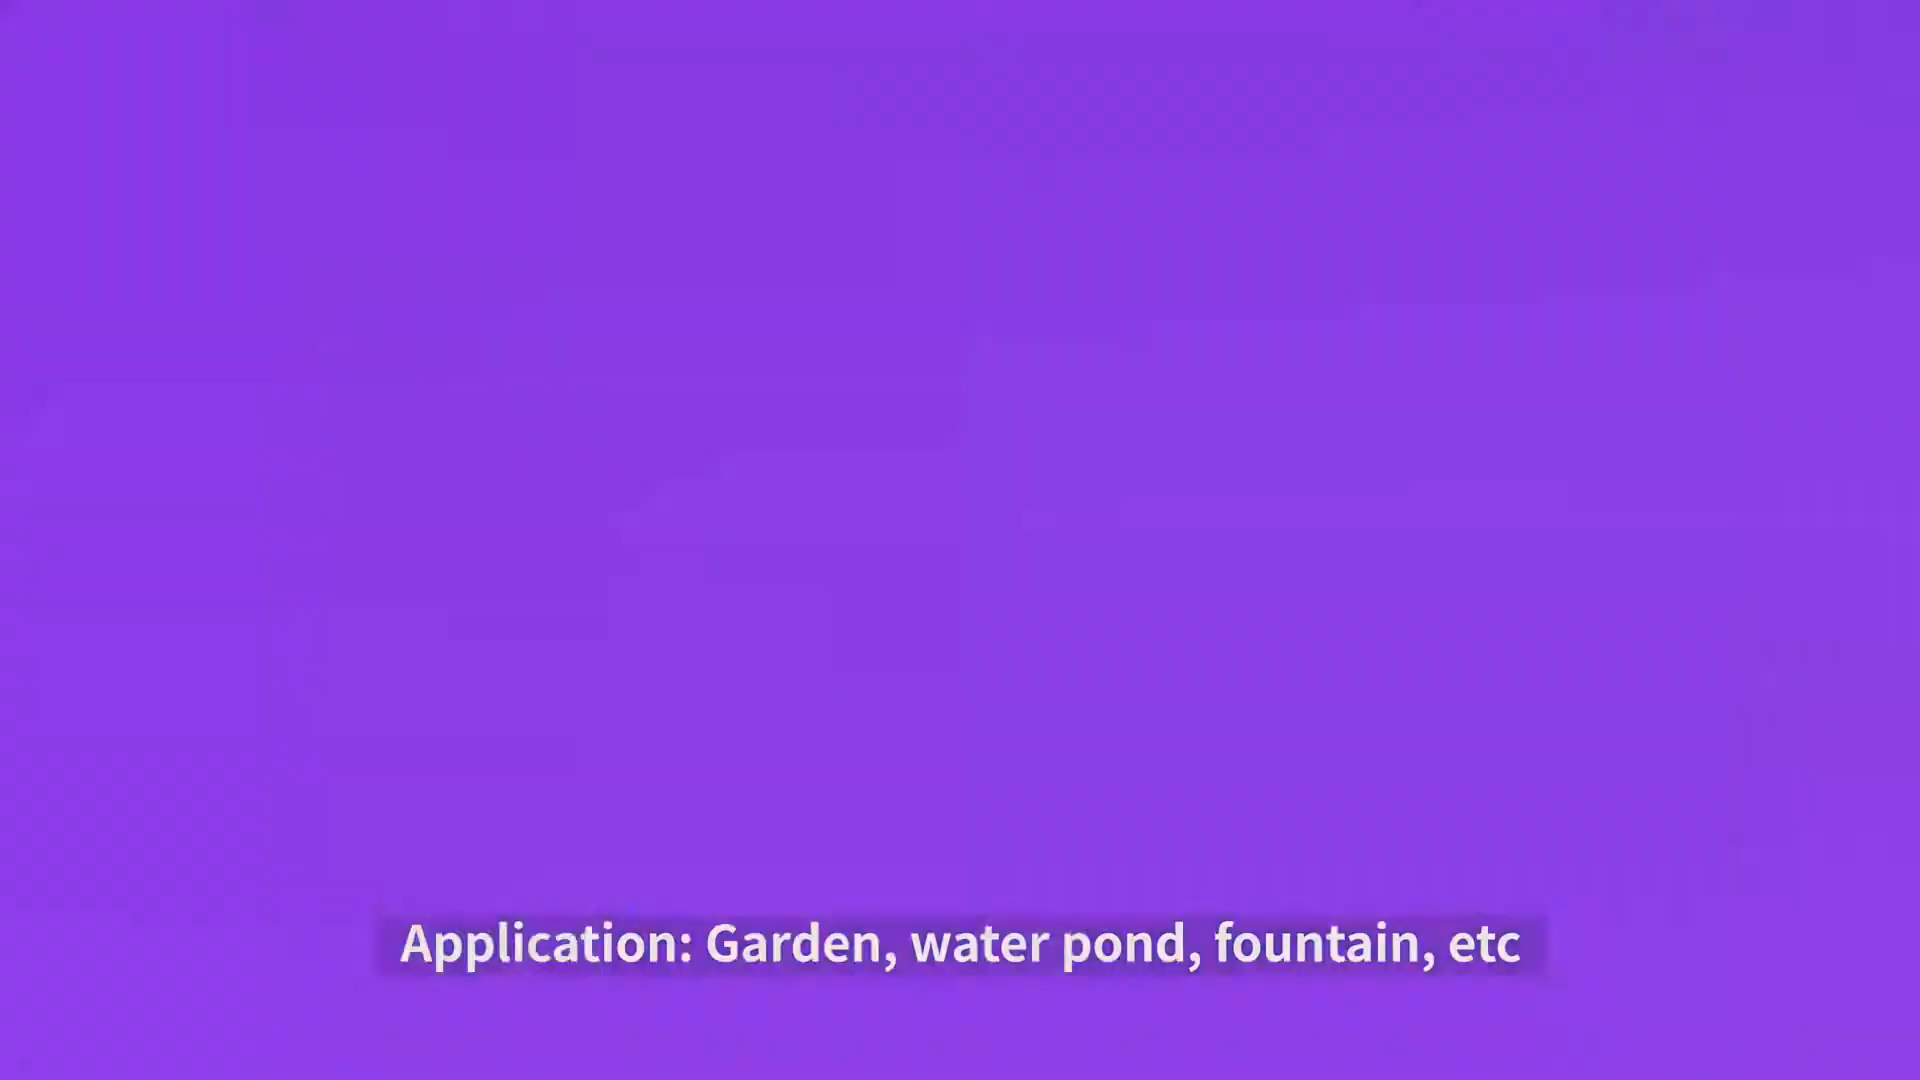 Application: Garden, water pond, fountain, etc